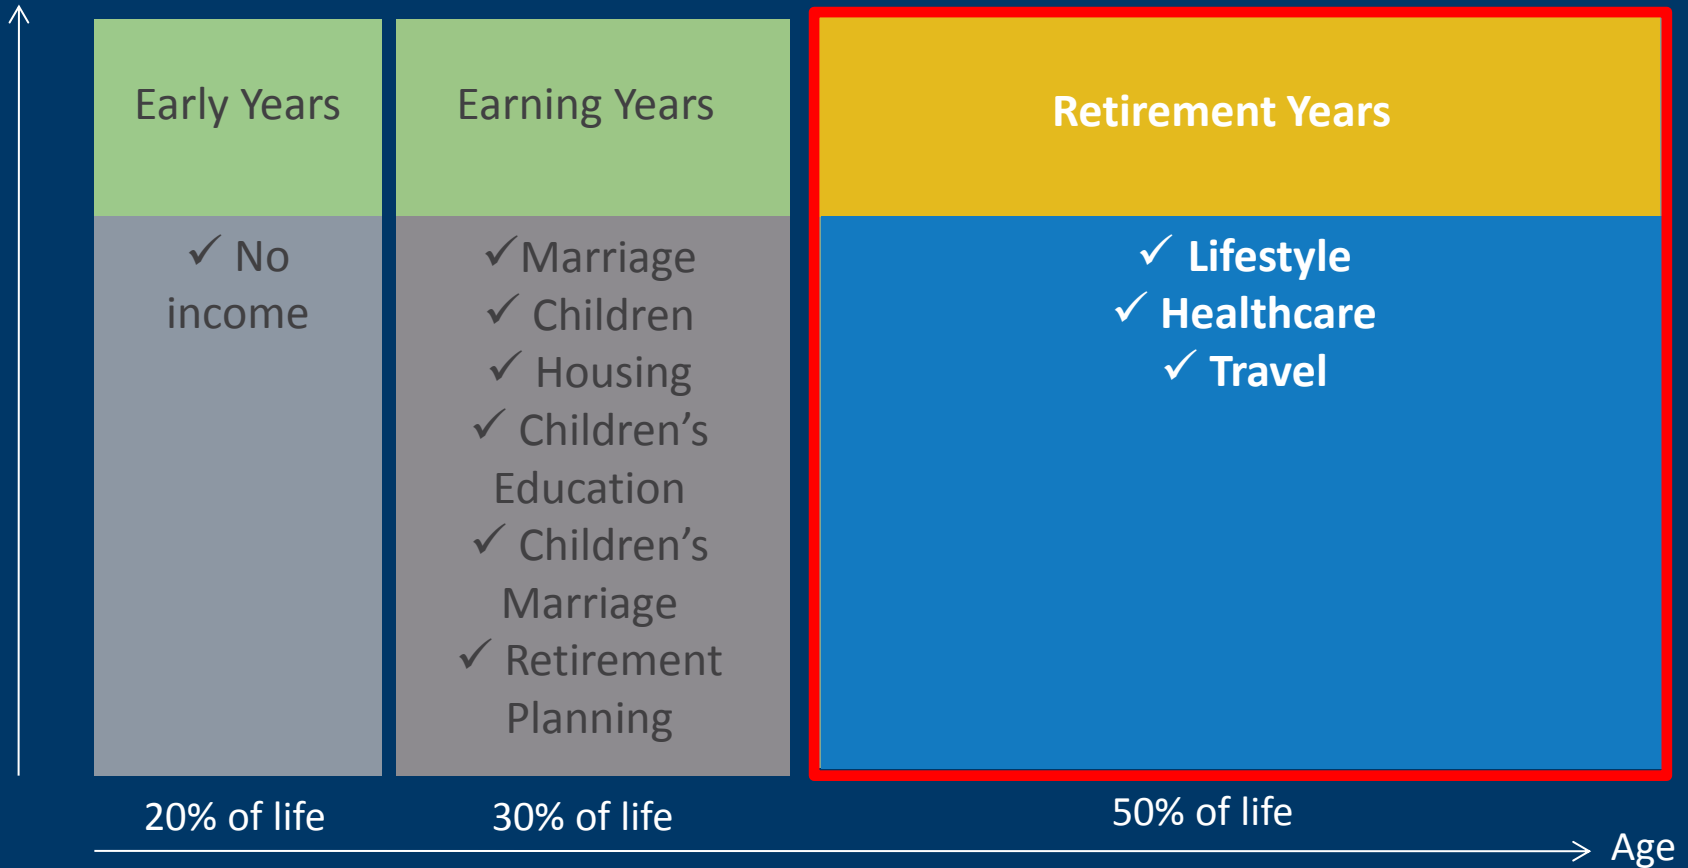 Early Years
✓ No
income
20% of life
Earning Years
✓Marriage
✓ Children
✓ Housing
✓ Children’s
Education
✓ Children’s
Marriage
✓ Retirement
Planning
30% of life
Retirement Years
✓ Lifestyle
✓ Healthcare
✓ Travel
50% of life
Age